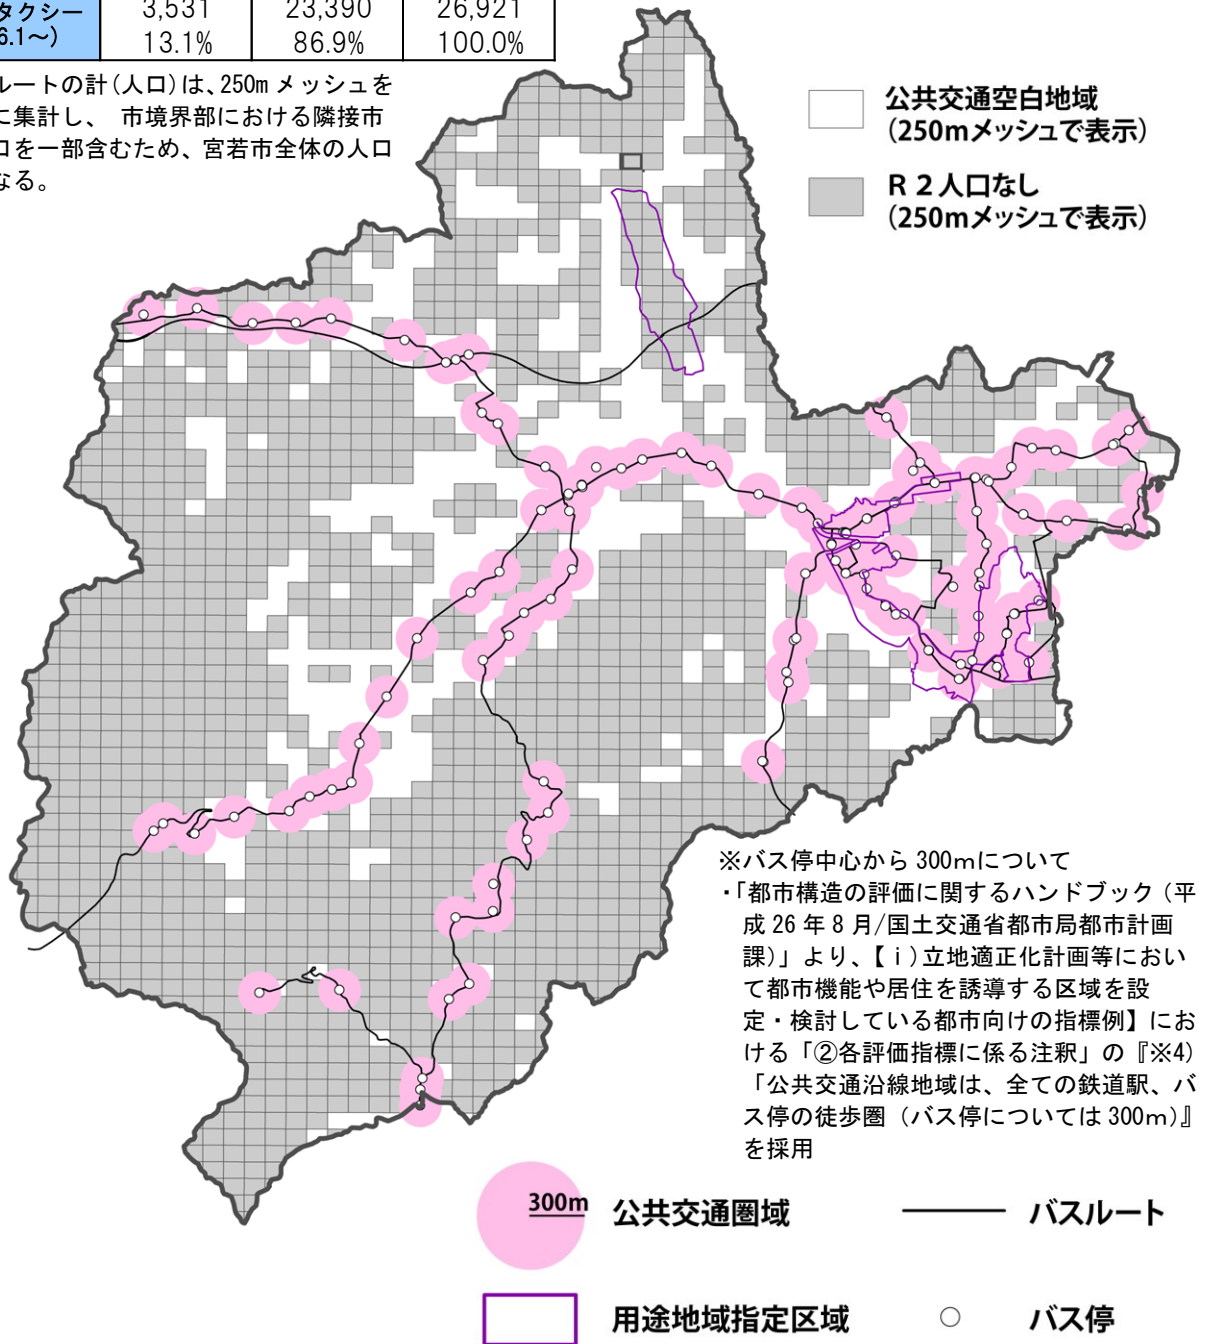 タクシー 3,531 23,390 26,921
6.1～) 13.1% 86.9% 100.0%
ルートの計(人口)は、250m メッシュを
に集計し、 市境界部における隣接市
口を一部含むため、宮若市全体の人口
なる。
公共交通空白地域
(250mメッシュで表示)
Ｒ２人口なし
(250mメッシュで表示)
※バス停中心から 300ｍについて
・「都市構造の評価に関するハンドブック（平
成 26 年 8 月/国土交通省都市局都市計画
課)」より、【ⅰ)立地適正化計画等におい
て都市機能や居住を誘導する区域を設
定・検討している都市向けの指標例】にお
ける「②各評価指標に係る注釈」の『※4)
「公共交通沿線地域は、全ての鉄道駅、バ
ス停の徒歩圏（バス停については 300ｍ)』
を採用
300m 公共交通圏域 バスルート
用途地域指定区域 バス停